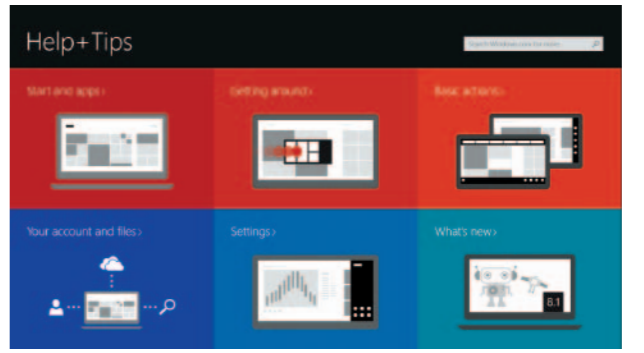 Help+Tips
Start and apps ›
Getting around ›
Basic actions ›
Your account and files ›
Settings ›
What's new ›
8.1